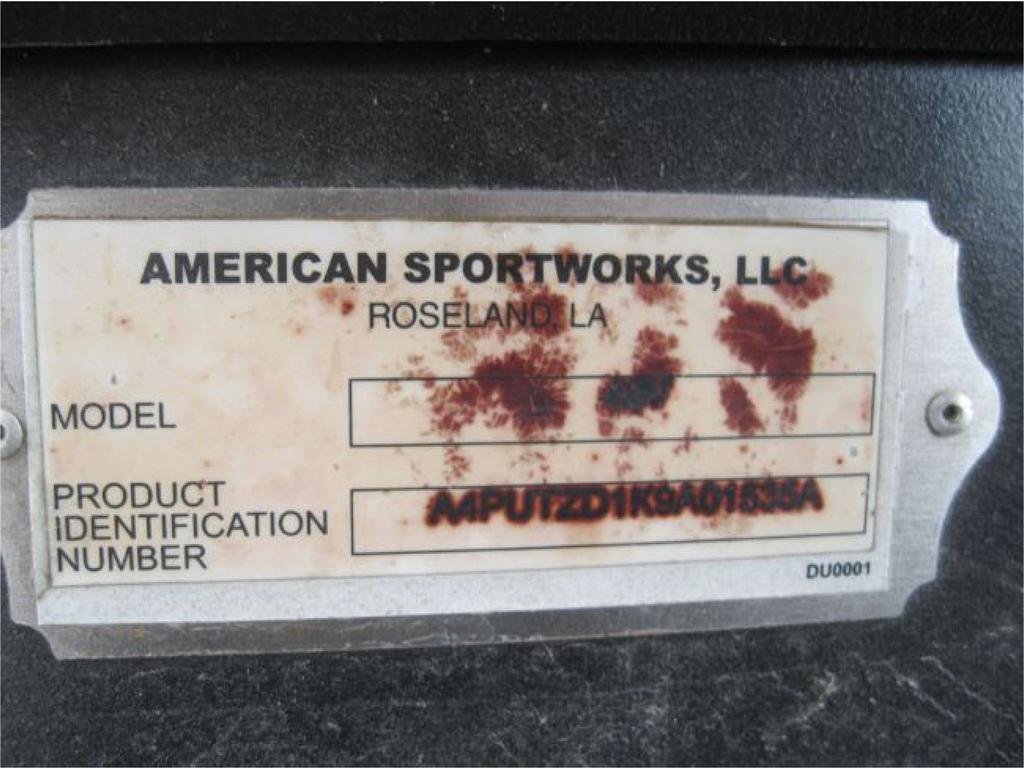 AMERICAN SPORTWORKS, LLC
ROSELAND, LA
MODEL
PRODUCT
IDENTIFICATION
NUMBER
A4PUTZD1K9A01535A
DU0001